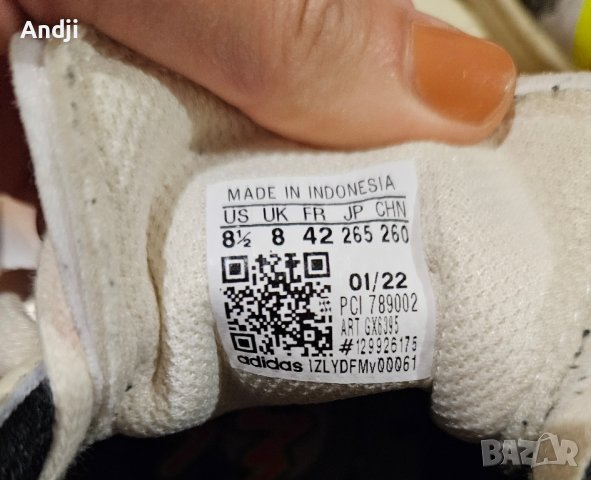 Andji
MADE IN INDONESIA
US UK FR JP CHN
8½ 8 42 265 260
01/22
PCI 789002
ART GX6395
#129926175
adidas 1ZLYDFMv00061
BAZAR